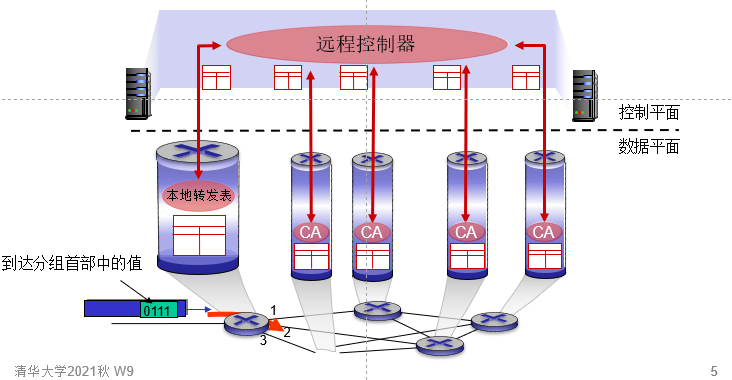 远程控制器
控制平面
数据平面
本地转发表
CA
CA
CA
CA
到达分组首部中的值
0111
1
2
3
清华大学2021秋 W9
5